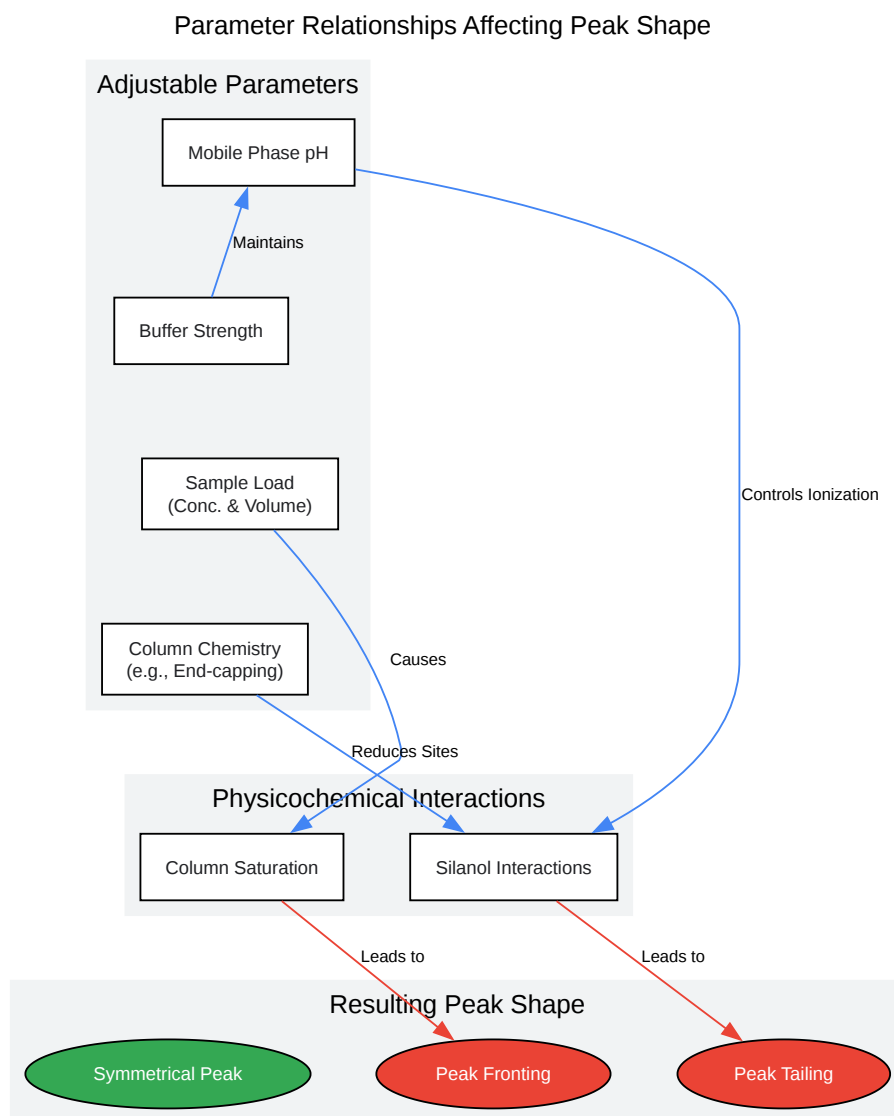 Parameter Relationships Affecting Peak Shape
Adjustable Parameters
Mobile Phase pH
Maintains
Buffer Strength
Sample Load
(Conc. & Volume)
Controls Ionization
Column Chemistry
(e.g., End-capping)
Causes
Reduces Sites
Physicochemical Interactions
Column Saturation
Silanol Interactions
Leads to
Leads to
Resulting Peak Shape
Symmetrical Peak
Peak Fronting
Peak Tailing